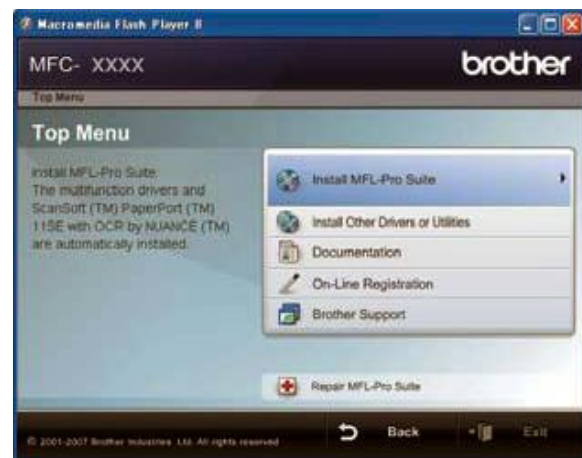 Macromedia Flash Player 8
MFC- XXXX
brother
Top Menu
Top Menu
Install MFL-Pro Suite.
The multifunction drivers and
ScanSoft (TM) PaperPort (TM)
11SE with OCR by NUANCE (TM)
are automatically installed.
Install MFL-Pro Suite
Install Other Drivers or Utilities
Documentation
On-Line Registration
Brother Support
Repair MFL-Pro Suite
© 2001-2007 Brother Industries, Ltd. All rights reserved
Back
Exit